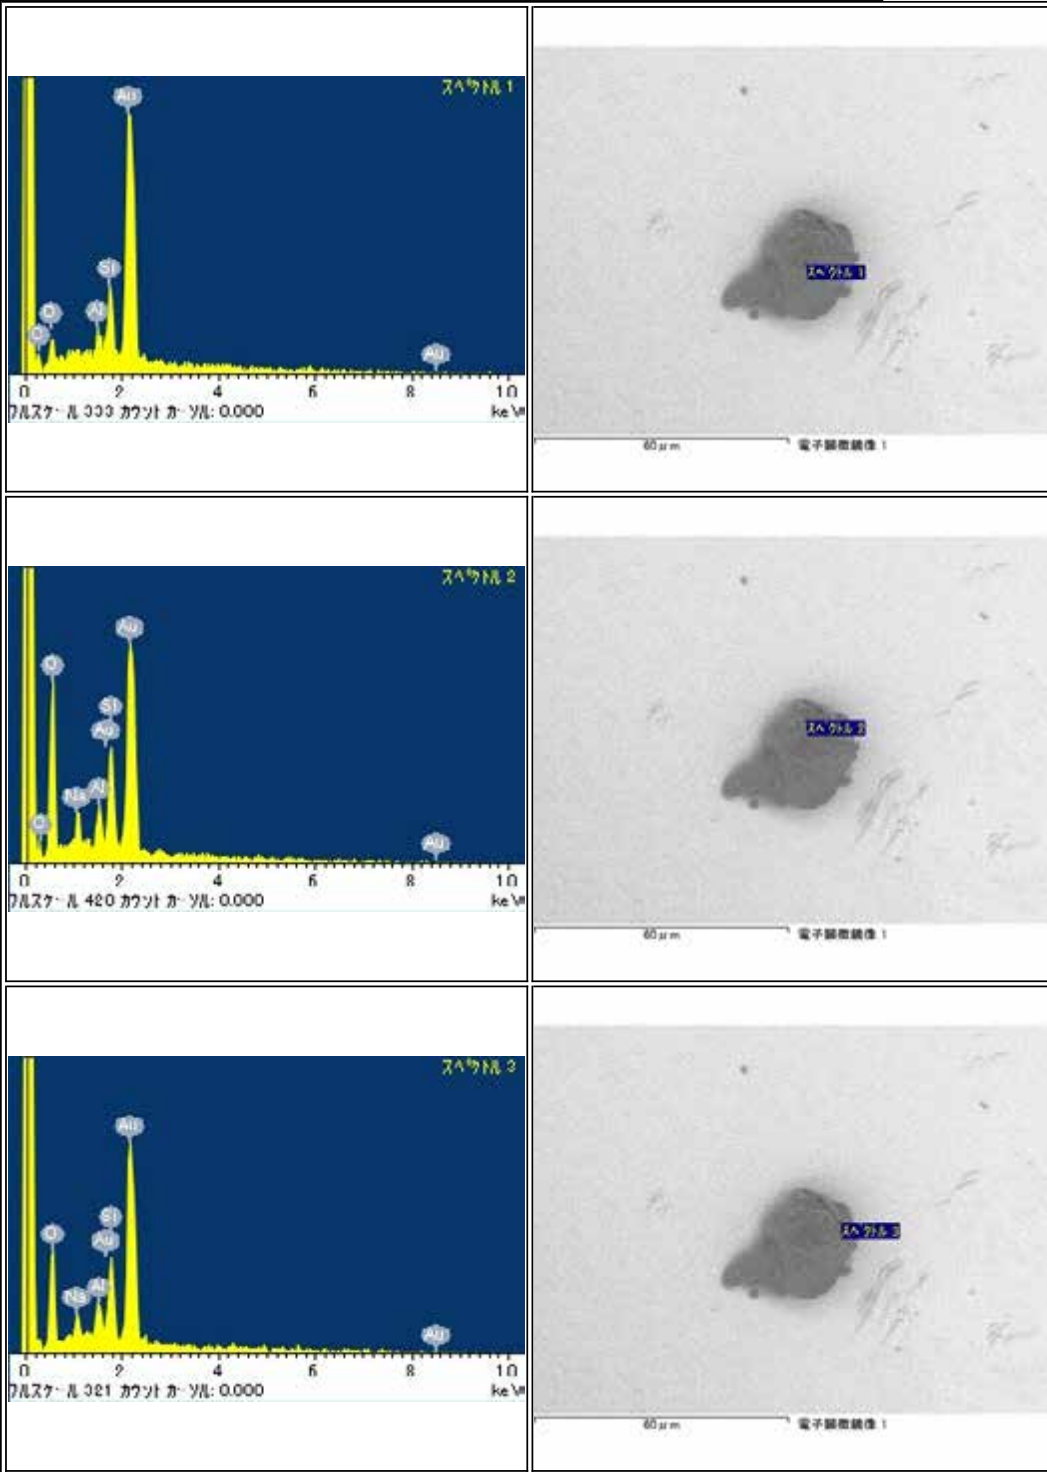 スペクトル 1
Au
Si
O
Al
C
Au
0 2 4 6 8 10
フルスケール 333 カウント カーソル: 0.000 keV
スペクトル 1
60μm 電子顕微鏡像 1
スペクトル 2
Au
O
Si
Au
Na Al
C
Au
0 2 4 6 8 10
フルスケール 420 カウント カーソル: 0.000 keV
スペクトル 2
60μm 電子顕微鏡像 1
スペクトル 3
Au
Si
O Au
Na Al
Au
0 2 4 6 8 10
フルスケール 321 カウント カーソル: 0.000 keV
スペクトル 3
60μm 電子顕微鏡像 1